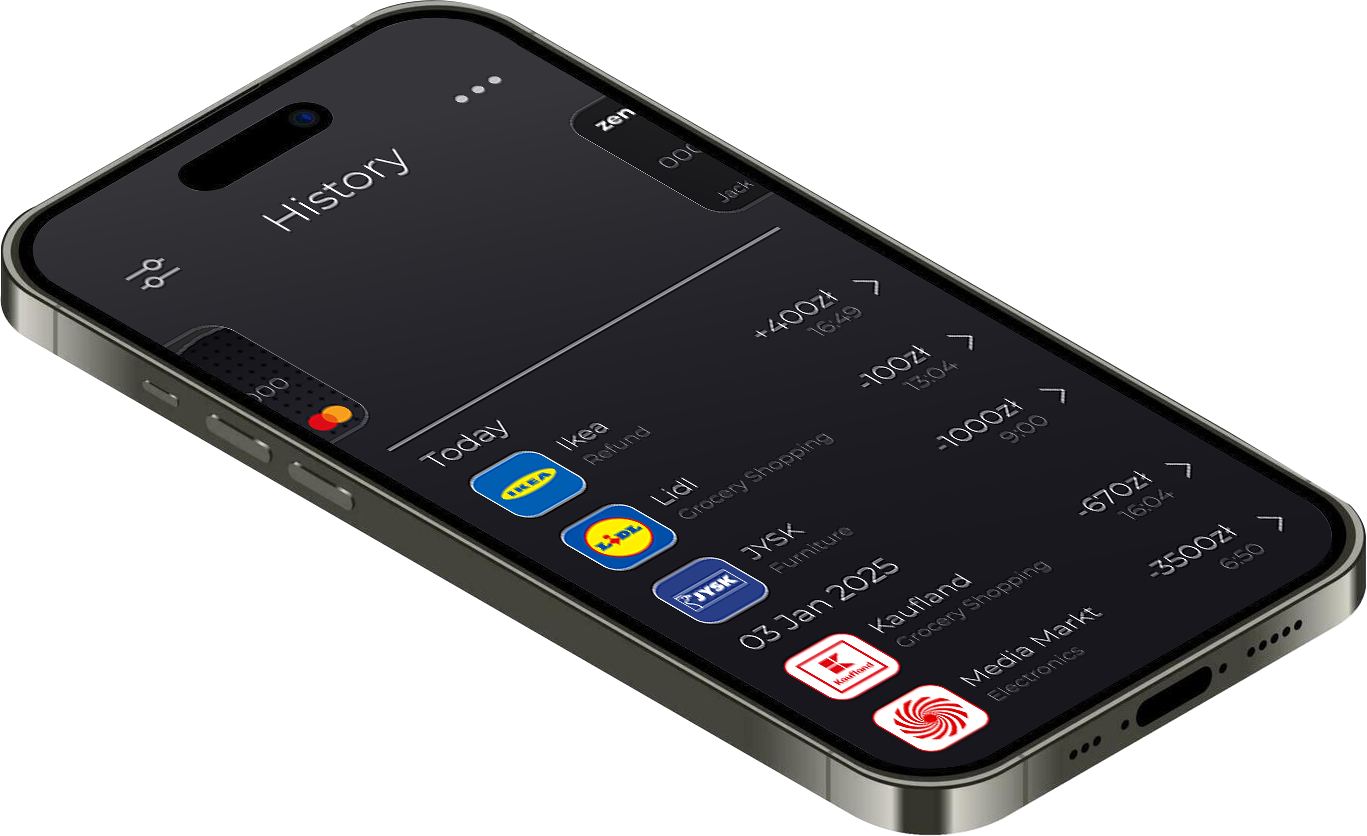 History
zen
000
Jack
000
Today
Ikea
Refund
+400zł
16:49
IKEA
Lidl
Grocery Shopping
-100zł
13:04
LiDL
JYSK
Furniture
-1000zł
9:00
JYSK
03 Jan 2025
Kaufland
Grocery Shopping
-670zł
16:04
K
Kaufland
Media Markt
Electronics
-3500zł
6:50